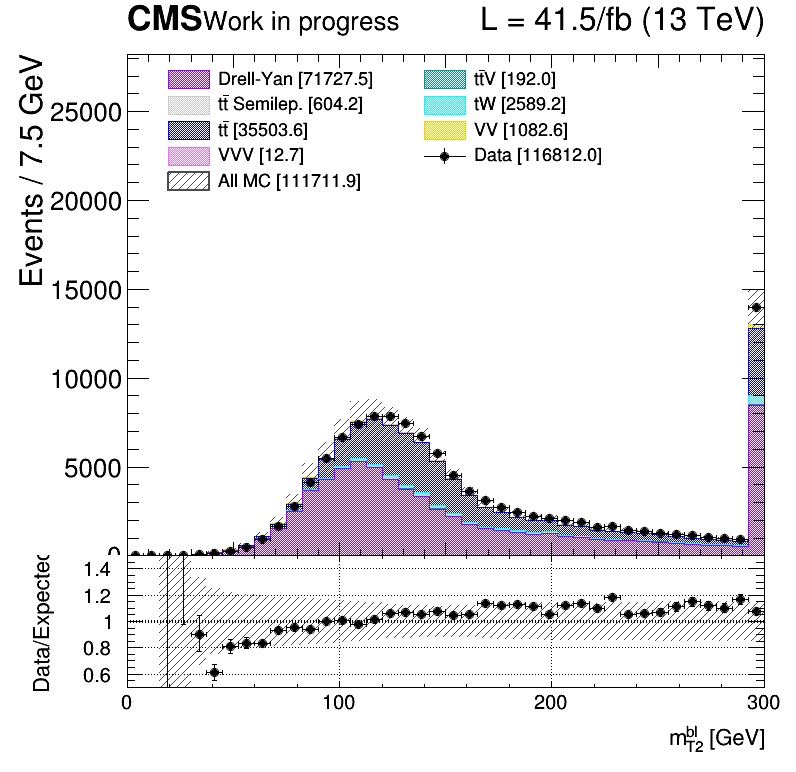 CMS Work in progress L = 41.5/fb (13 TeV)
Events / 7.5 GeV
Drell-Yan [71727.5]
tt̄ Semilep. [604.2]
tt̄ [35503.6]
VVV [12.7]
All MC [111711.9]
tt̄V [192.0]
tW [2589.2]
VV [1082.6]
Data [116812.0]
25000
20000
15000
10000
5000
0
Data/Expected
1.4
1.2
1
0.8
0.6
0 100 200 300
m_T2^bl [GeV]